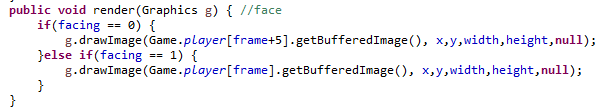 public void render(Graphics g) { //face
if(facing == 0) {
g.drawImage(Game.player[frame+5].getBufferedImage(), x,y,width,height,null);
}else if(facing == 1) {
g.drawImage(Game.player[frame].getBufferedImage(), x,y,width,height,null);
}
}